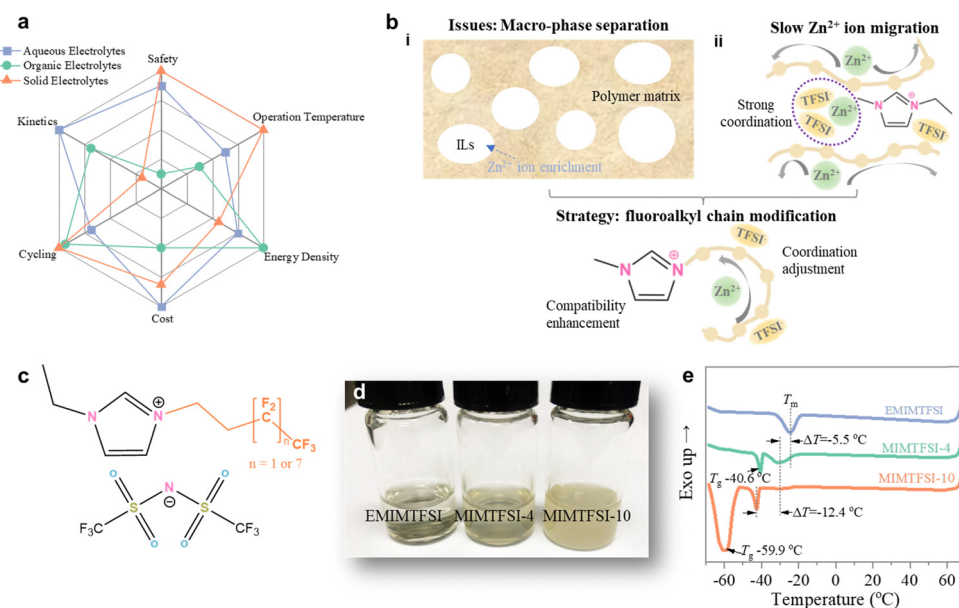 a
Aqueous Electrolytes
Organic Electrolytes
Solid Electrolytes
Safety
Operation Temperature
Energy Density
Cost
Cycling
Kinetics
b
Issues: Macro-phase separation
i
Polymer matrix
ILs
Zn²⁺ ion enrichment
ii
Slow Zn²⁺ ion migration
Zn²⁺
Strong
coordination
TFSI⁻
TFSI⁻
Zn²⁺
TFSI⁻
N
N
⊕
TFSI⁻
Zn²⁺
Strategy: fluoroalkyl chain modification
N
N
⊕
TFSI⁻
Coordination
adjustment
Zn²⁺
Compatibility
enhancement
TFSI⁻
c
N
N
⊕
F₂
C
n
CF₃
n = 1 or 7
O
N
O
S
⊖
S
F₃C
CF₃
O
O
d
EMIMTFSI
MIMTFSI-4
MIMTFSI-10
e
Exo up →
Tm
EMIMTFSI
ΔT=-5.5 °C
MIMTFSI-4
Tg -40.6 °C
MIMTFSI-10
ΔT=-12.4 °C
Tg -59.9 °C
-60 -40 -20 0 20 40 60
Temperature (°C)